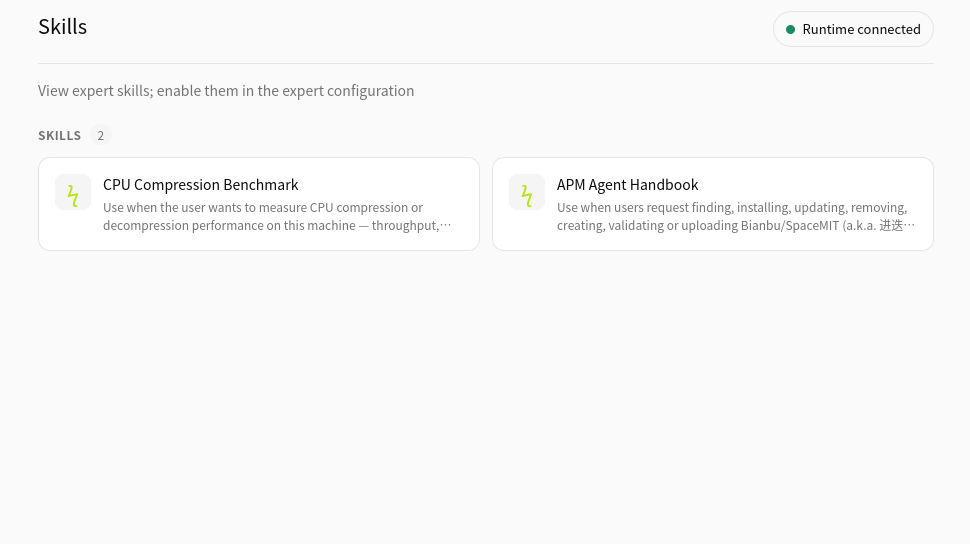 Skills
Runtime connected
View expert skills; enable them in the expert configuration
SKILLS 2
CPU Compression Benchmark
Use when the user wants to measure CPU compression or
decompression performance on this machine — throughput,…
APM Agent Handbook
Use when users request finding, installing, updating, removing,
creating, validating or uploading Bianbu/SpaceMIT (a.k.a. 进迭…